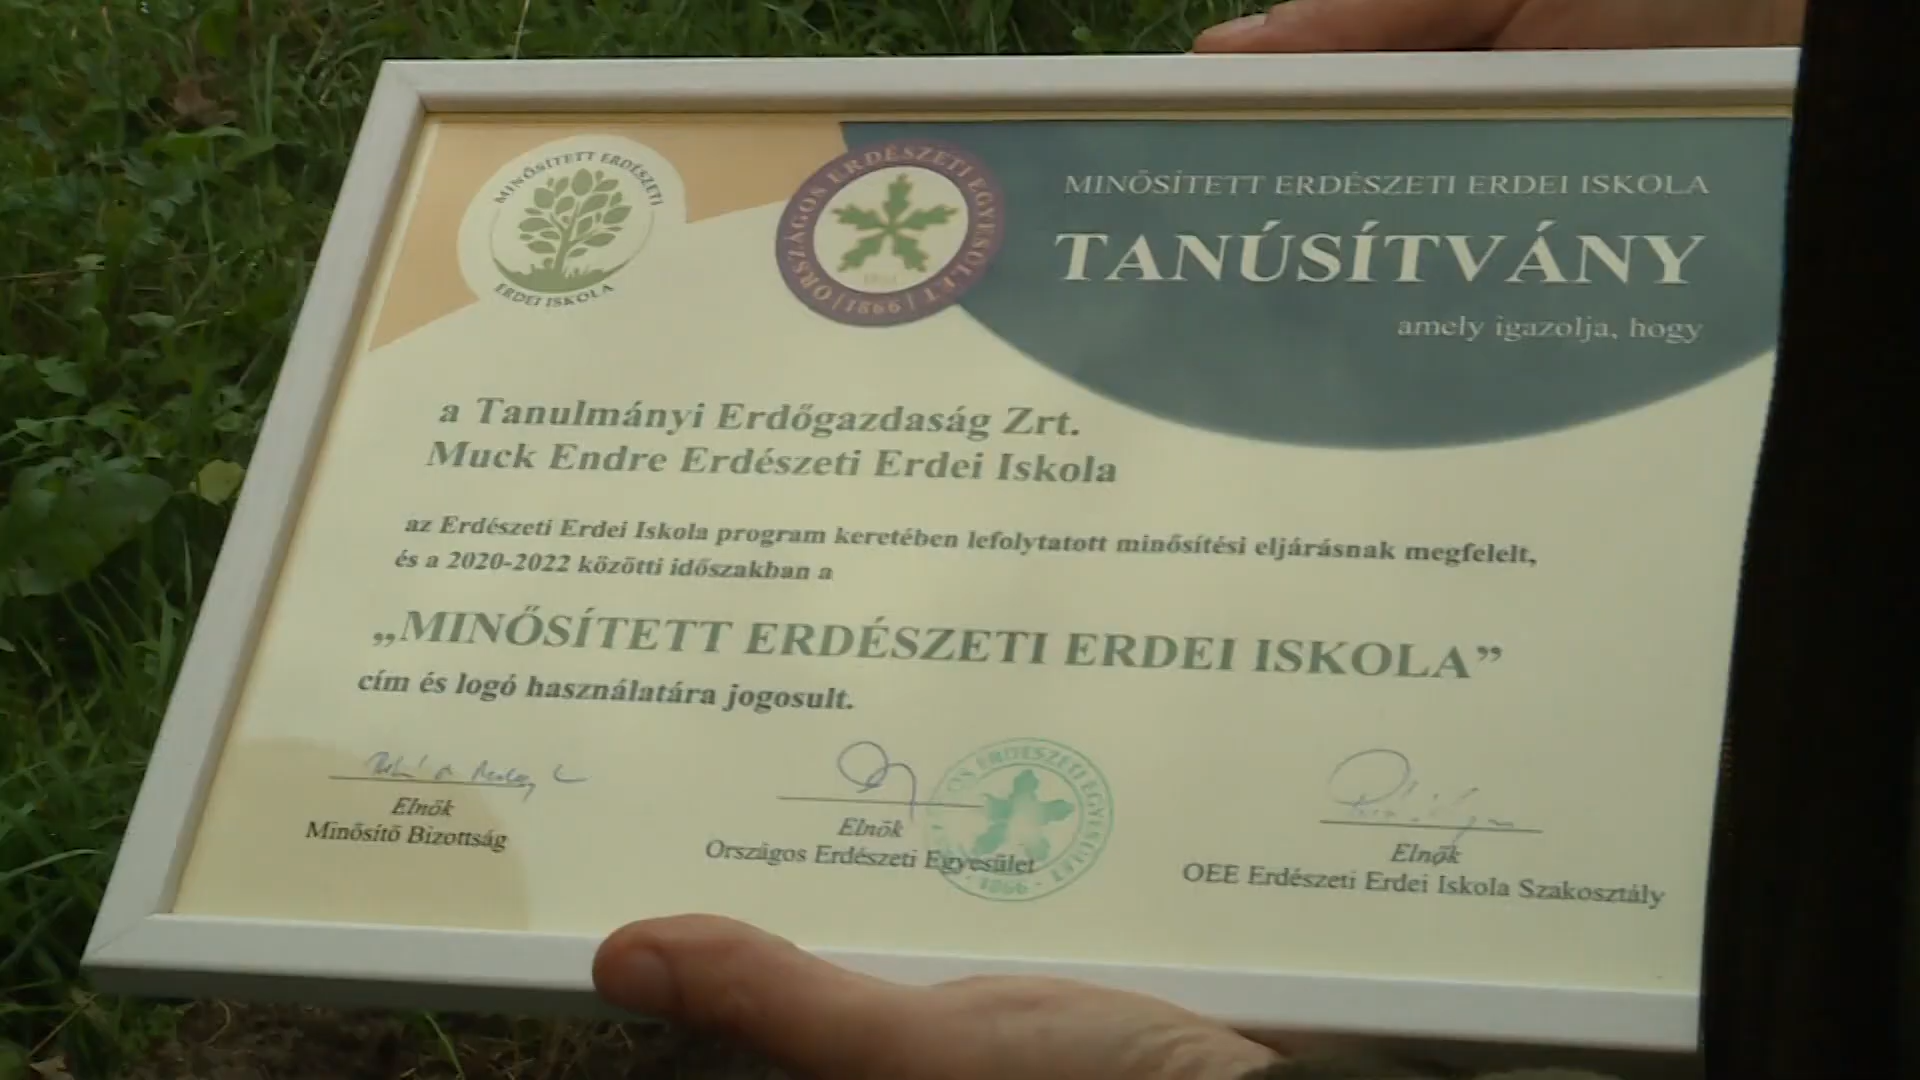 MINŐSÍTETT ERDÉSZETI
ERDEI ISKOLA
ORSZÁGOS ERDÉSZETI EGYESÜLET
1866
MINŐSÍTETT ERDÉSZETI ERDEI ISKOLA
TANÚSÍTVÁNY
amely igazolja, hogy
a Tanulmányi Erdőgazdaság Zrt.
Muck Endre Erdészeti Erdei Iskola
az Erdészeti Erdei Iskola program keretében lefolytatott minősítési eljárásnak megfelelt,
és a 2020-2022 közötti időszakban a
„MINŐSÍTETT ERDÉSZETI ERDEI ISKOLA”
cím és logó használatára jogosult.
Elnök
Minősítő Bizottság
Elnök
Országos Erdészeti Egyesület
ERDÉSZETI EGYESÜLET
1866
Elnök
OEE Erdészeti Erdei Iskola Szakosztály